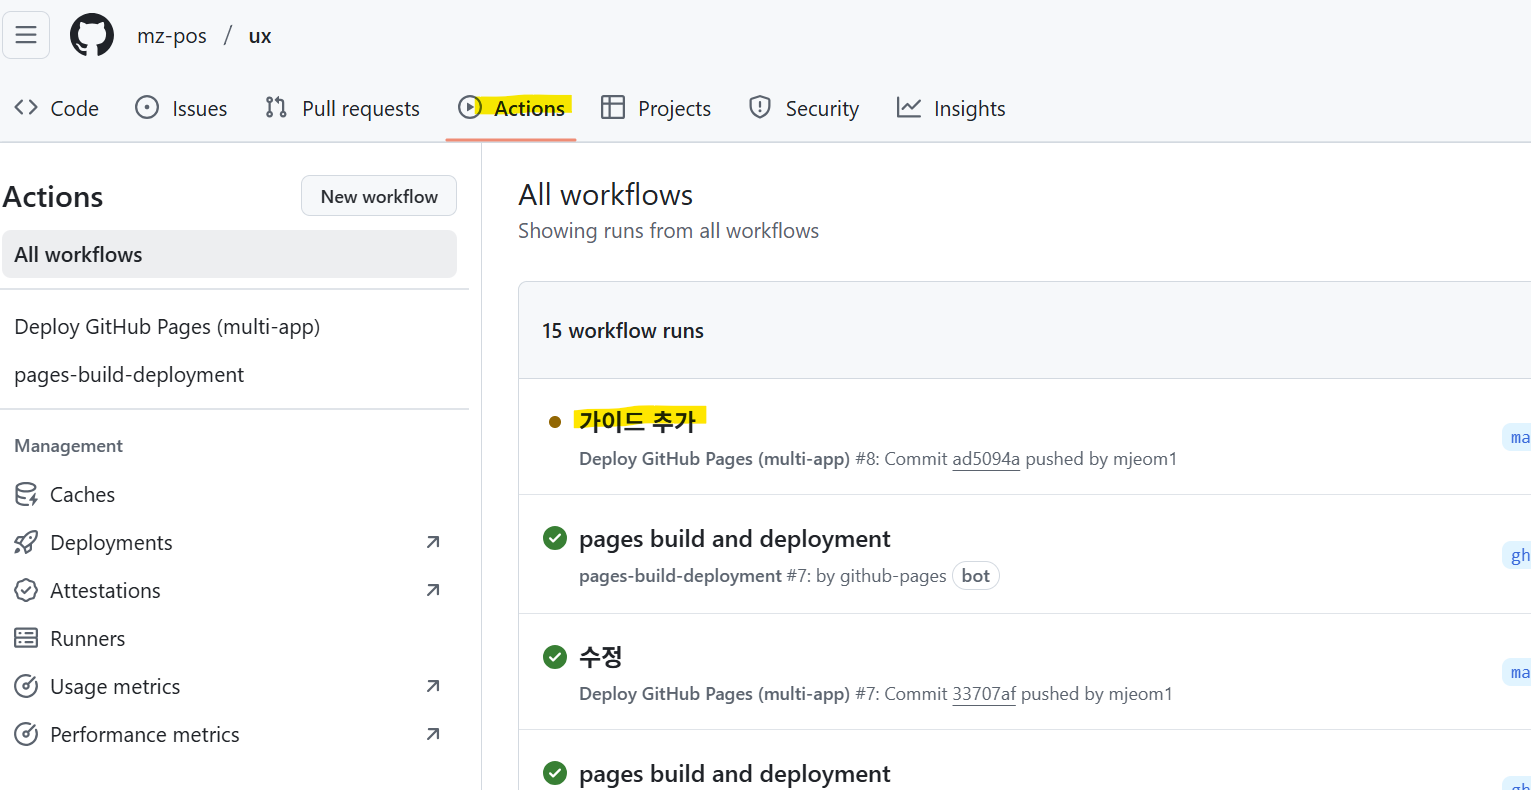 mz-pos / ux
Code Issues Pull requests Actions Projects Security Insights
Actions New workflow
All workflows
Deploy GitHub Pages (multi-app)
pages-build-deployment
Management
Caches
Deployments
Attestations
Runners
Usage metrics
Performance metrics
All workflows
Showing runs from all workflows
15 workflow runs
가이드 추가
Deploy GitHub Pages (multi-app) #8: Commit ad5094a pushed by mjeom1
ma
pages build and deployment
pages-build-deployment #7: by github-pages bot
gh
수정
Deploy GitHub Pages (multi-app) #7: Commit 33707af pushed by mjeom1
ma
pages build and deployment
gh